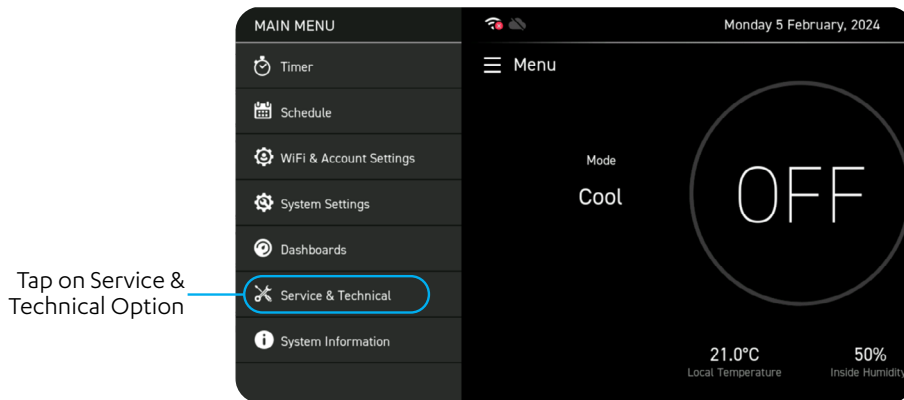 MAIN MENU
Monday 5 February, 2024
Timer
Menu
Schedule
WiFi & Account Settings
Mode
Cool
OFF
System Settings
Dashboards
Tap on Service &
Technical Option
Service & Technical
System Information
21.0°C
Local Temperature
50%
Inside Humidity